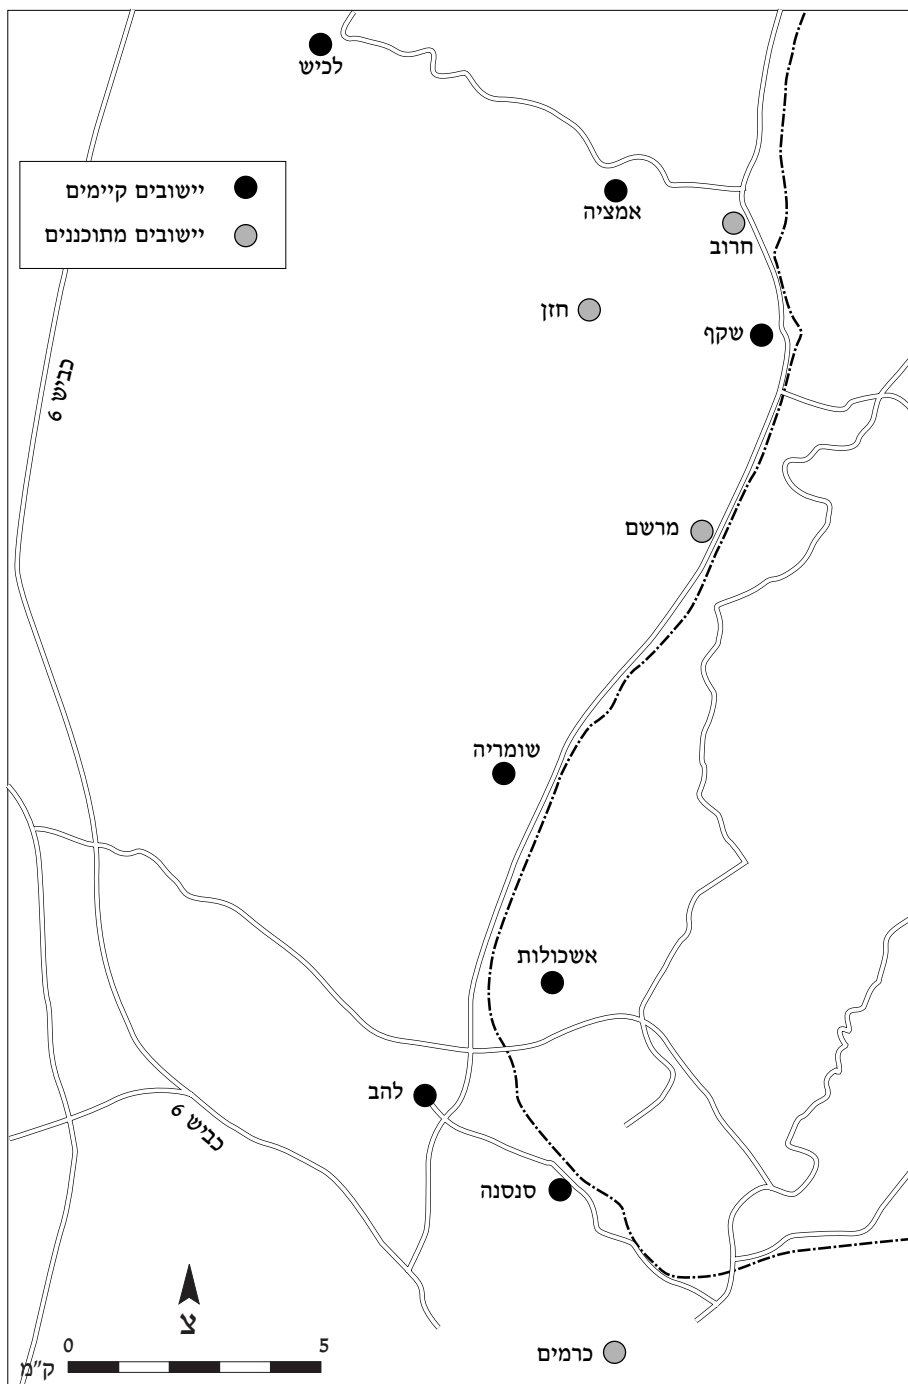 לכיש
יישובים קיימים
יישובים מתוכננים
אמציה
חרוב
חזן
שקף
כביש 6
מרשם
שומריה
אשכולות
להב
כביש 6
סנסנה
צ
0 5
ק"מ
כרמים